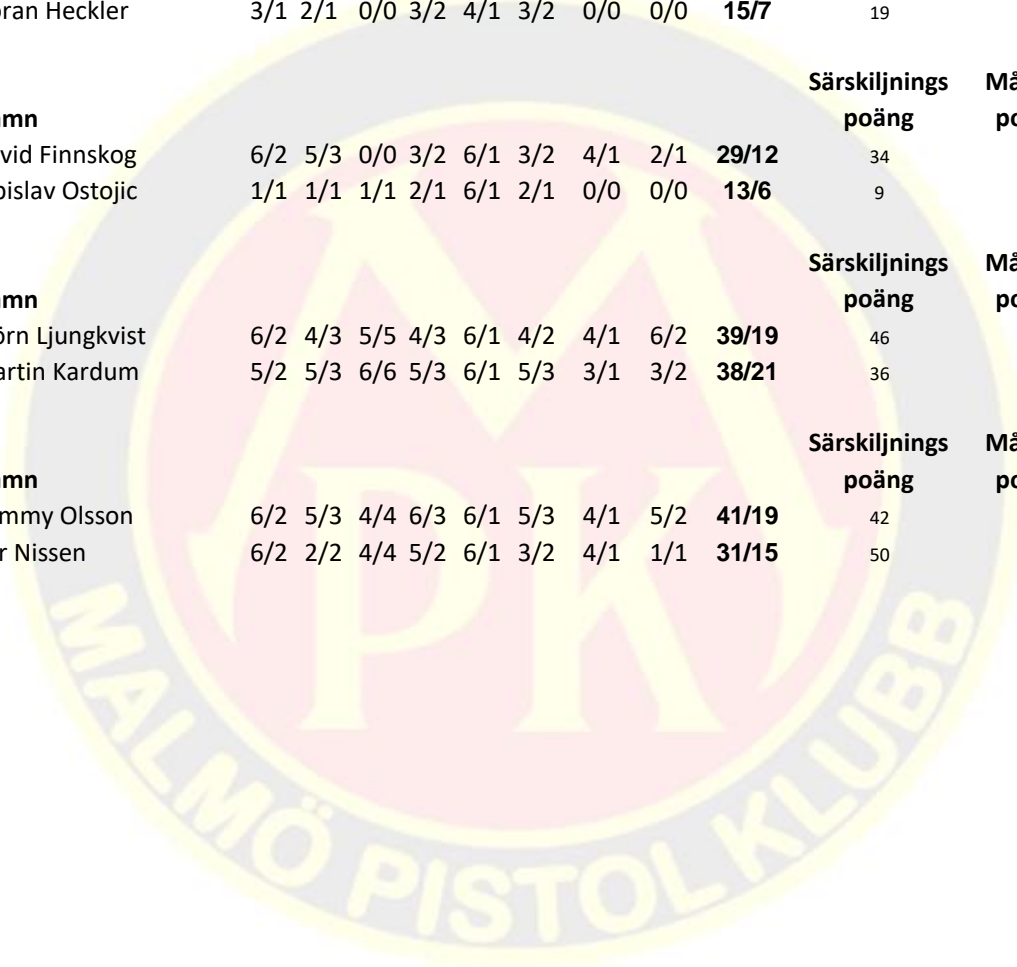 ran Heckler 3/1 2/1 0/0 3/2 4/1 3/2 0/0 0/0 15/7 19
Särskiljnings Må
mn poäng po
vid Finnskog 6/2 5/3 0/0 3/2 6/1 3/2 4/1 2/1 29/12 34
bislav Ostojic 1/1 1/1 1/1 2/1 6/1 2/1 0/0 0/0 13/6 9
Särskiljnings Må
mn poäng po
örn Ljungkvist 6/2 4/3 5/5 4/3 6/1 4/2 4/1 6/2 39/19 46
artin Kardum 5/2 5/3 6/6 5/3 6/1 5/3 3/1 3/2 38/21 36
Särskiljnings Må
mn poäng po
mmy Olsson 6/2 5/3 4/4 6/3 6/1 5/3 4/1 5/2 41/19 42
r Nissen 6/2 2/2 4/4 5/2 6/1 3/2 4/1 1/1 31/15 50
M
PK
MALMÖ PISTOL KLUBB